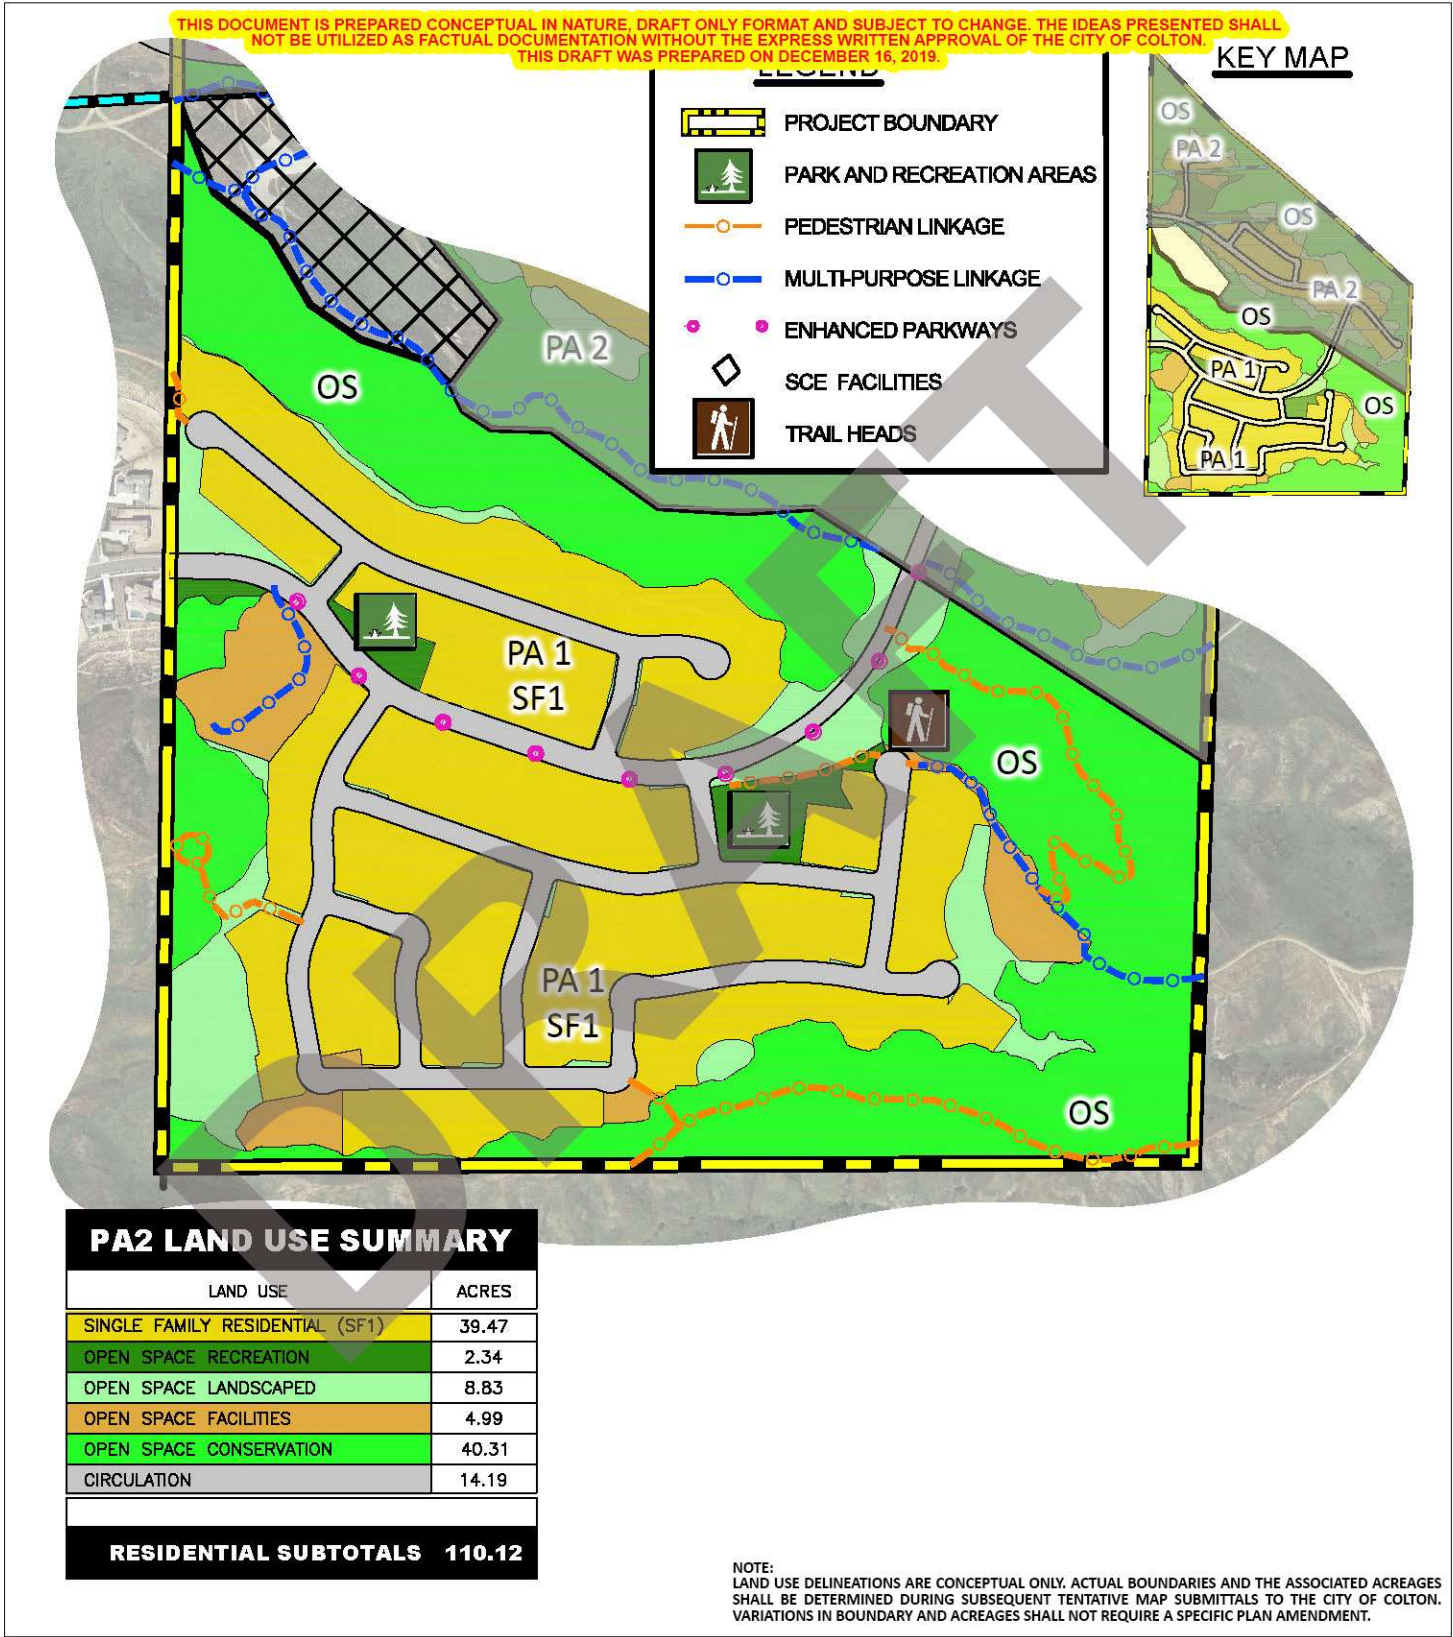 THIS DOCUMENT IS PREPARED CONCEPTUAL IN NATURE, DRAFT ONLY FORMAT AND SUBJECT TO CHANGE. THE IDEAS PRESENTED SHALL
NOT BE UTILIZED AS FACTUAL DOCUMENTATION WITHOUT THE EXPRESS WRITTEN APPROVAL OF THE CITY OF COLTON.
THIS DRAFT WAS PREPARED ON DECEMBER 16, 2019.
LEGEND
PROJECT BOUNDARY
PARK AND RECREATION AREAS
PEDESTRIAN LINKAGE
MULTI-PURPOSE LINKAGE
ENHANCED PARKWAYS
SCE FACILITIES
TRAIL HEADS
KEY MAP
OS
PA 2
OS
PA 2
OS
PA 1
OS
PA 1
PA 2
OS
PA 1
SF1
OS
PA 1
SF1
OS
DRAFT
PA2 LAND USE SUMMARY
LAND USE ACRES
SINGLE FAMILY RESIDENTIAL (SF1) 39.47
OPEN SPACE RECREATION 2.34
OPEN SPACE LANDSCAPED 8.83
OPEN SPACE FACILITIES 4.99
OPEN SPACE CONSERVATION 40.31
CIRCULATION 14.19
RESIDENTIAL SUBTOTALS 110.12
NOTE:
LAND USE DELINEATIONS ARE CONCEPTUAL ONLY. ACTUAL BOUNDARIES AND THE ASSOCIATED ACREAGES
SHALL BE DETERMINED DURING SUBSEQUENT TENTATIVE MAP SUBMITTALS TO THE CITY OF COLTON.
VARIATIONS IN BOUNDARY AND ACREAGES SHALL NOT REQUIRE A SPECIFIC PLAN AMENDMENT.